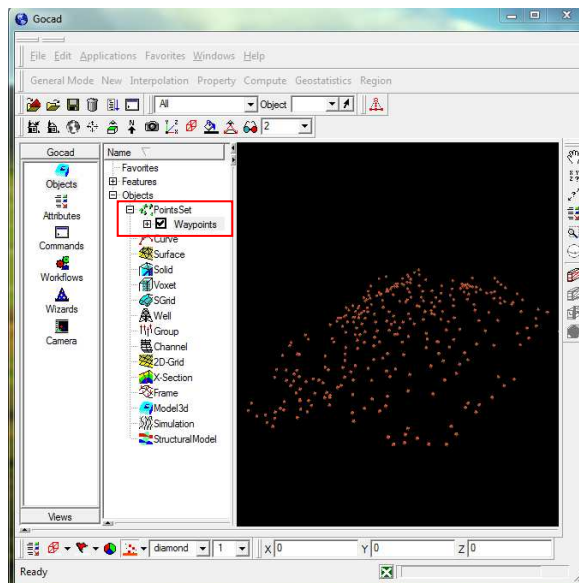 Gocad
File Edit Applications Favorites Windows Help
General Mode New Interpolation Property Compute Geostatistics Region
All Object
2
Gocad
Objects
Attributes
Commands
Workflows
Wizards
Camera
Views
Name
Favorites
Features
Objects
PointsSet
Waypoints
Curve
Surface
Solid
Voxet
SGrid
Well
Group
Channel
2D-Grid
X-Section
Frame
Model3d
Simulation
StructuralModel
diamond 1 X 0 Y 0 Z 0
Ready